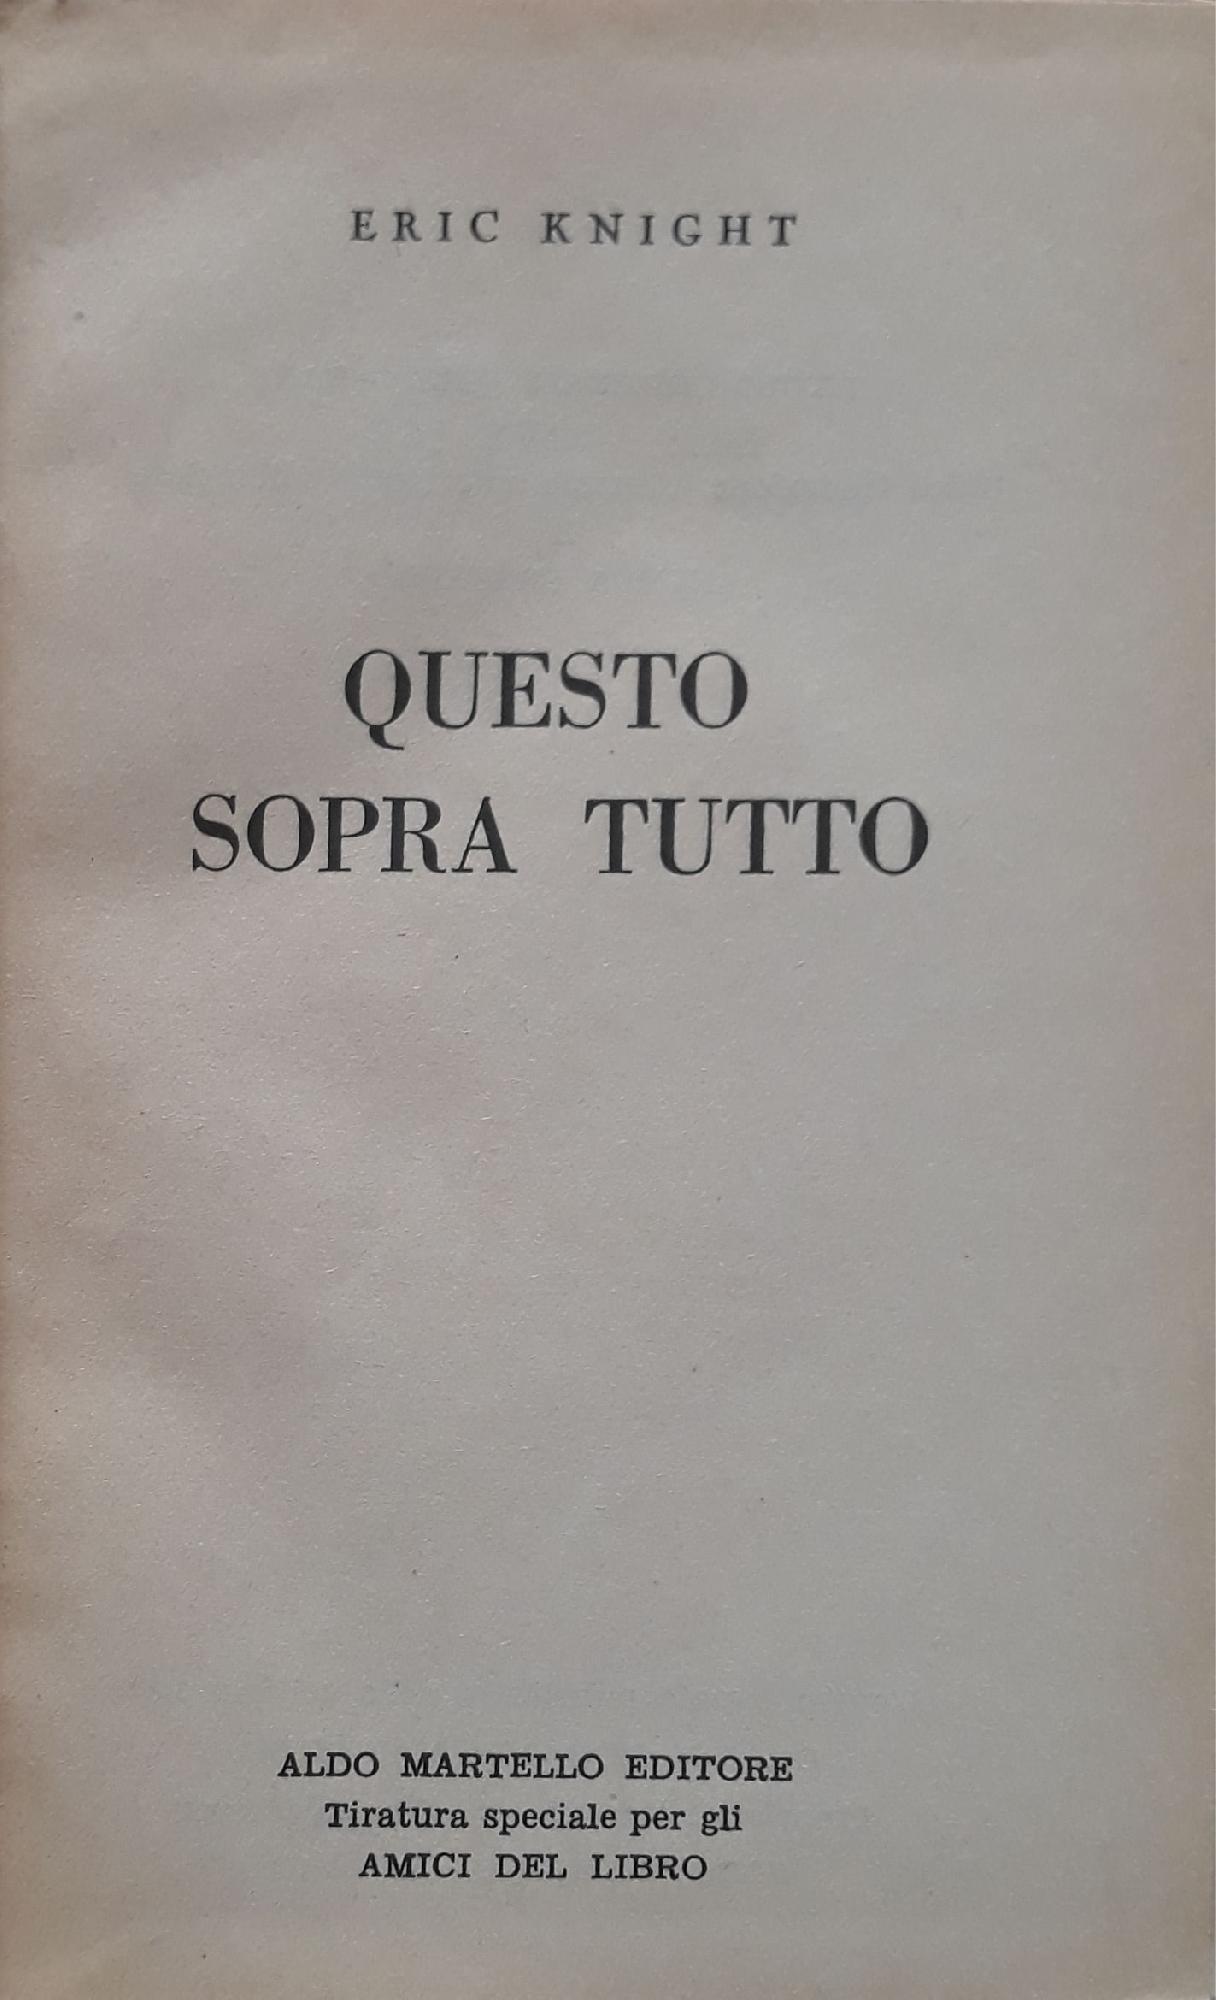 ERIC KNIGHT
QUESTO
SOPRA TUTTO
ALDO MARTELLO EDITORE
Tiratura speciale per gli
AMICI DEL LIBRO